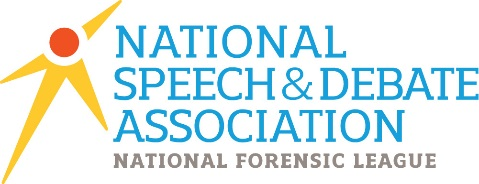 NATIONAL
SPEECH & DEBATE
ASSOCIATION
NATIONAL FORENSIC LEAGUE